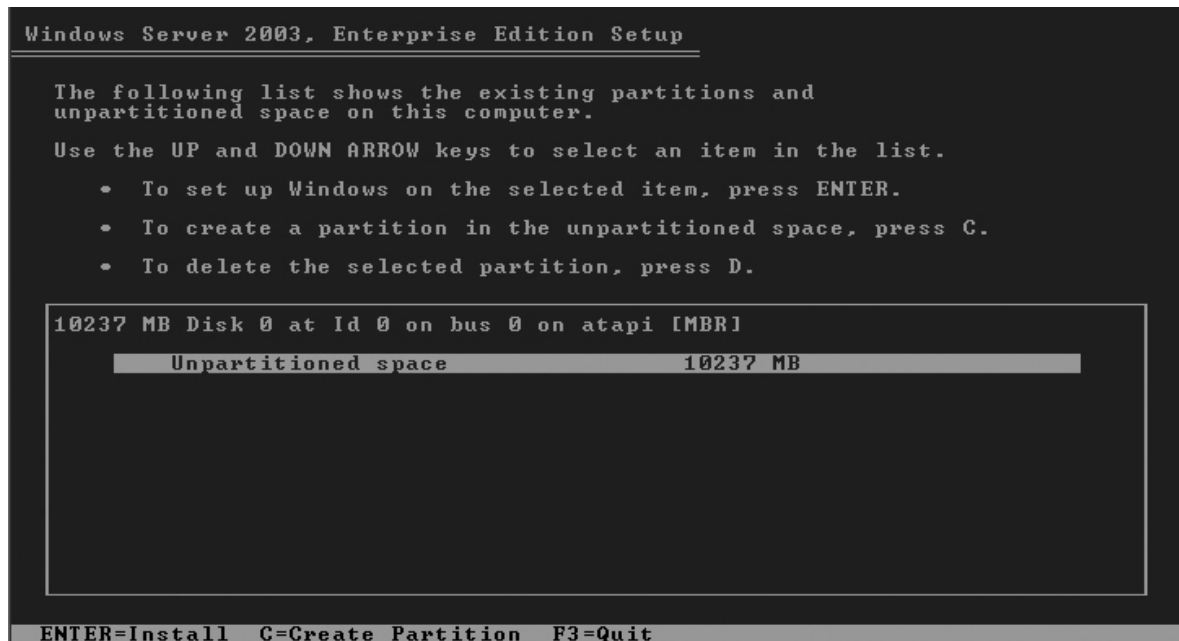 Windows Server 2003, Enterprise Edition Setup
The following list shows the existing partitions and
unpartitioned space on this computer.
Use the UP and DOWN ARROW keys to select an item in the list.
• To set up Windows on the selected item, press ENTER.
• To create a partition in the unpartitioned space, press C.
• To delete the selected partition, press D.
10237 MB Disk 0 at Id 0 on bus 0 on atapi [MBR]
Unpartitioned space 10237 MB
ENTER=Install C=Create Partition F3=Quit